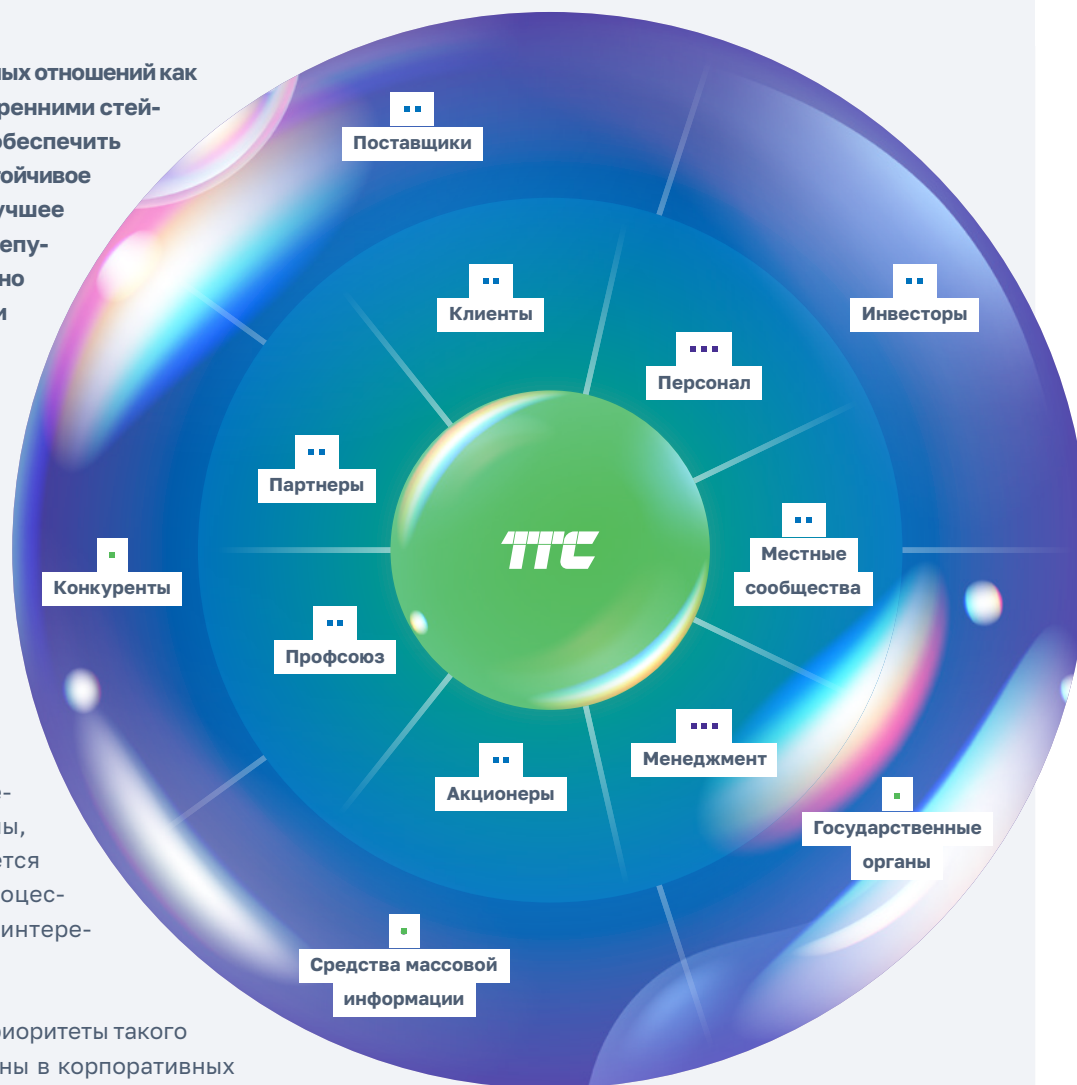 ых отношений как
ренними стей-
обеспечить
ойчивое
учшее
епу-
но
и
Поставщики
Клиенты
Инвесторы
Персонал
Партнеры
ТТС
Местные
сообщества
Конкуренты
Профсоюз
Менеджмент
Акционеры
Государственные
органы
Средства массовой
информации
е-
ы,
ется
оцес-
интере-
риоритеты такого
ны в корпоративных